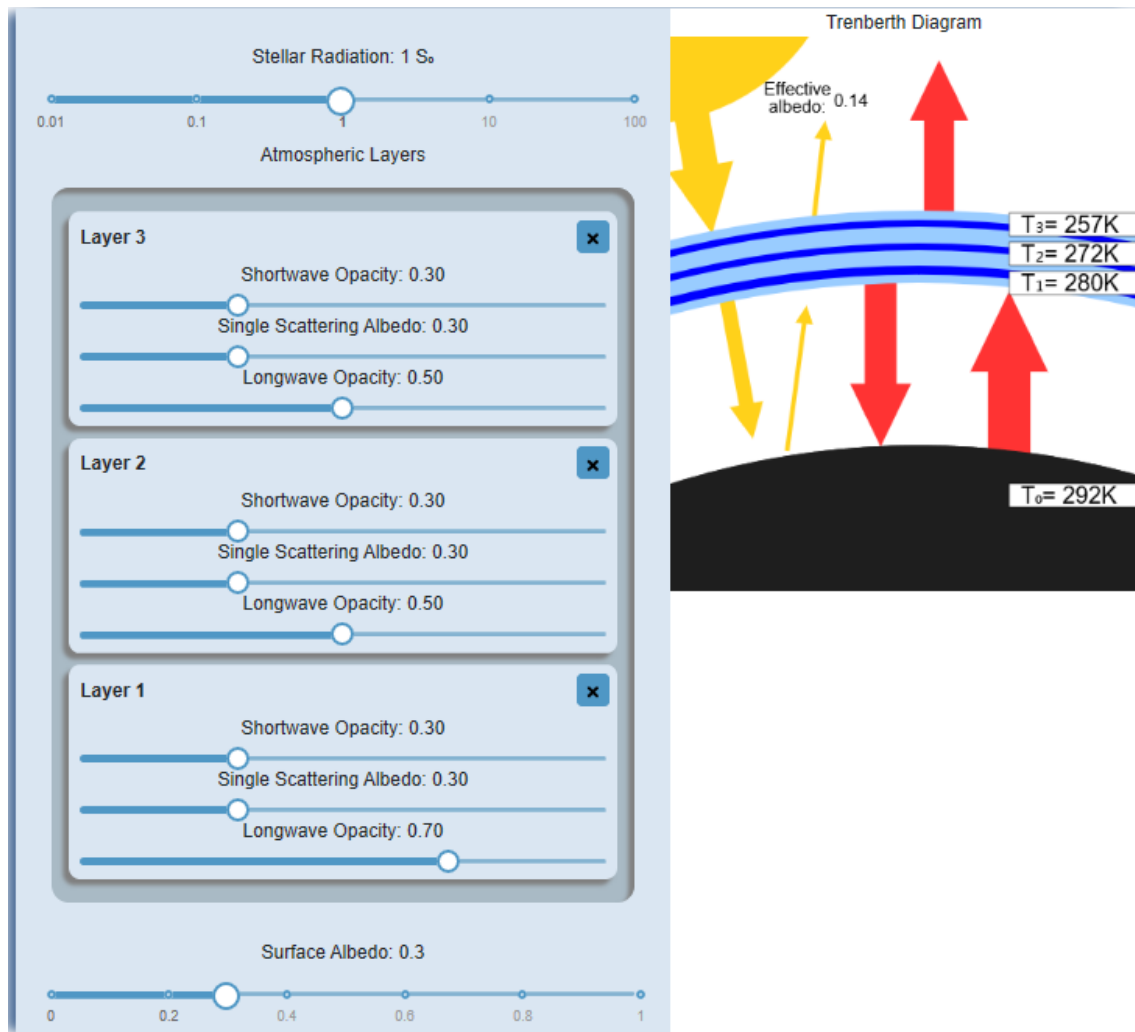 Stellar Radiation: 1 S₀
0.01 0.1 1 10 100
Atmospheric Layers
Layer 3
×
Shortwave Opacity: 0.30
Single Scattering Albedo: 0.30
Longwave Opacity: 0.50
Layer 2
×
Shortwave Opacity: 0.30
Single Scattering Albedo: 0.30
Longwave Opacity: 0.50
Layer 1
×
Shortwave Opacity: 0.30
Single Scattering Albedo: 0.30
Longwave Opacity: 0.70
Surface Albedo: 0.3
0 0.2 0.4 0.6 0.8 1
Trenberth Diagram
Effective
albedo: 0.14
T₃= 257K
T₂= 272K
T₁= 280K
T₀= 292K